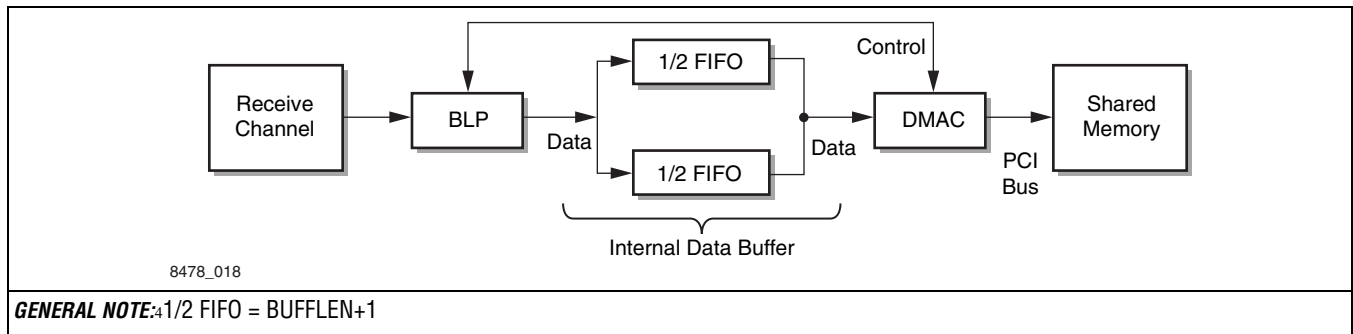 Control
1/2 FIFO
Receive
Channel
BLP
DMAC
Shared
Memory
Data
Data
1/2 FIFO
PCI
Bus
Internal Data Buffer
8478_018
GENERAL NOTE:41/2 FIFO = BUFFLEN+1